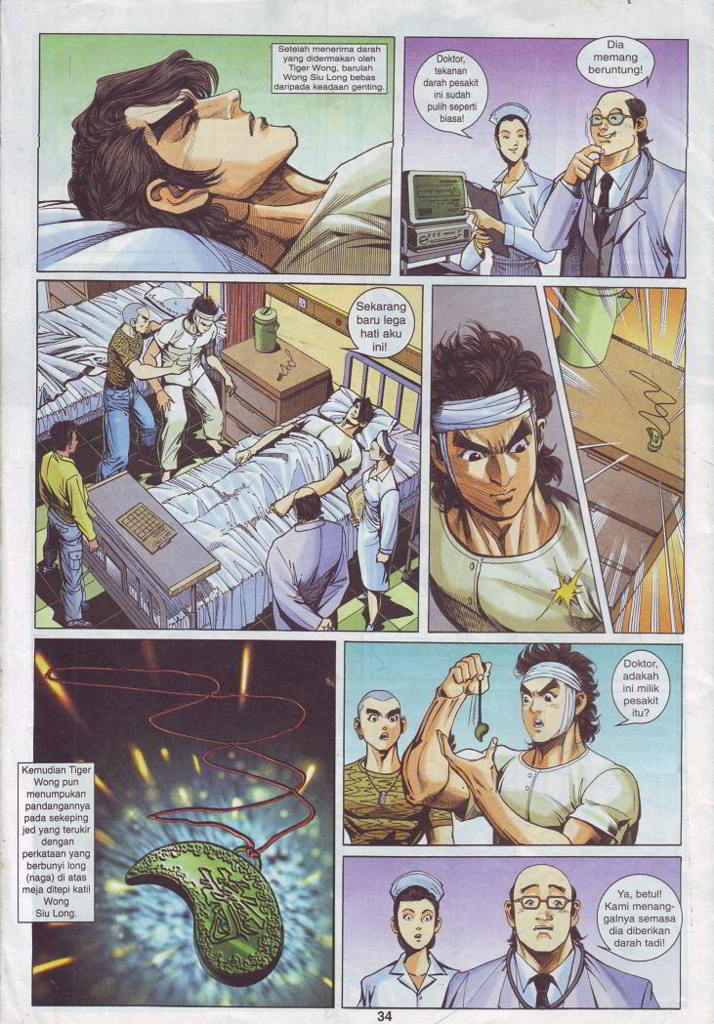 Setelah menerima darah
yang didermakan oleh
Tiger Wong, barulah
Wong Siu Long bebas
daripada keadaan genting.
Doktor,
tekanan
darah pesakit
ini sudah
pulih seperti
biasa!
Dia
memang
beruntung!
Sekarang
baru lega
hati aku
ini!
Kemudian Tiger
Wong pun
menumpukan
pandangannya
pada sekeping
jed yang terukir
dengan
perkataan yang
berbunyi long
(naga) di atas
meja ditepi katil
Wong
Siu Long.
Doktor,
adakah
ini milik
pesakit
itu?
Ya, betul!
Kami menang-
galnya semasa
dia diberikan
darah tadi!
34